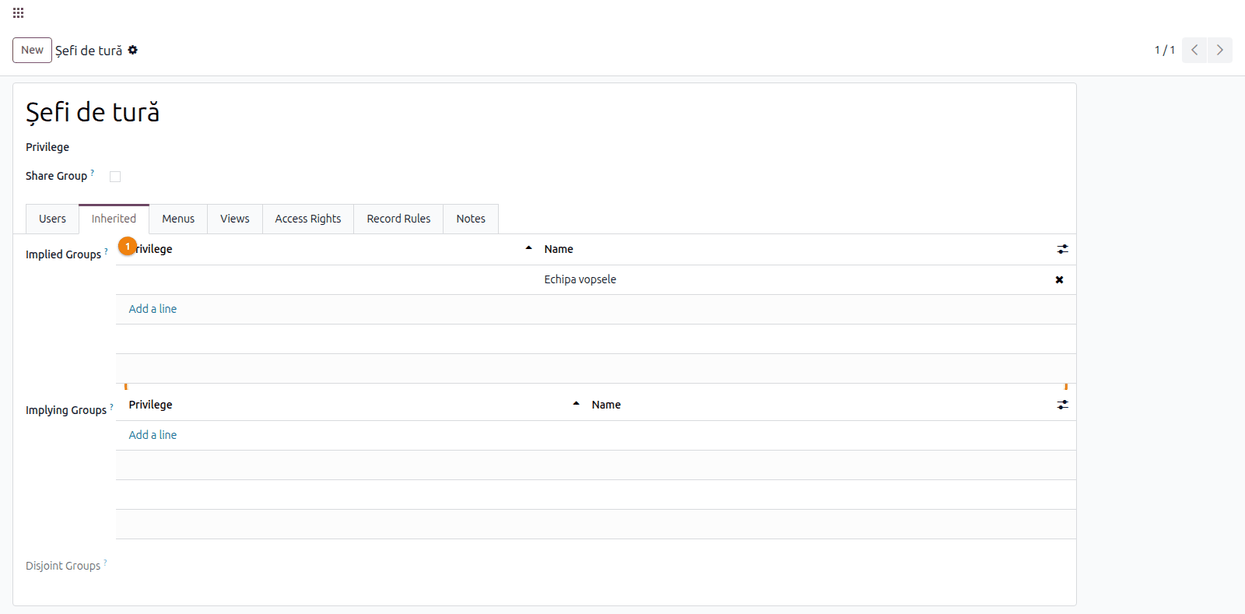 New Șefi de tură 1 / 1
Șefi de tură
Privilege
Share Group ?
Users Inherited Menus Views Access Rights Record Rules Notes
Implied Groups ? 1 rivilege Name
Echipa vopsele
Add a line
Implying Groups ? Privilege Name
Add a line
Disjoint Groups ?